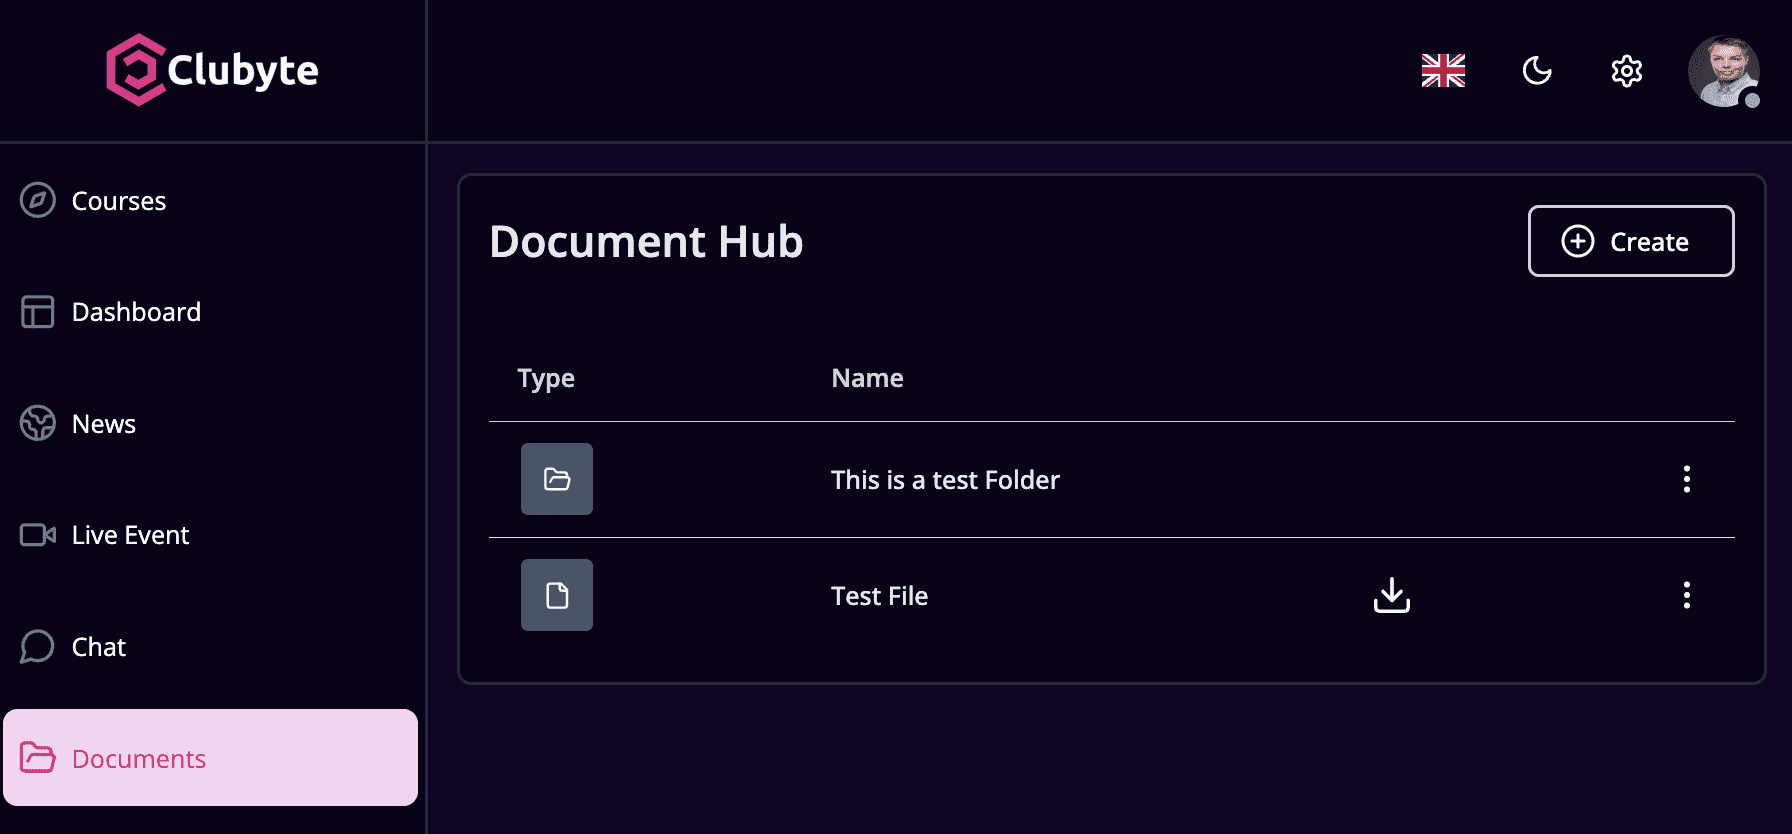 Clubyte
Courses
Dashboard
News
Live Event
Chat
Documents
Document Hub
Create
Type Name
This is a test Folder
Test File